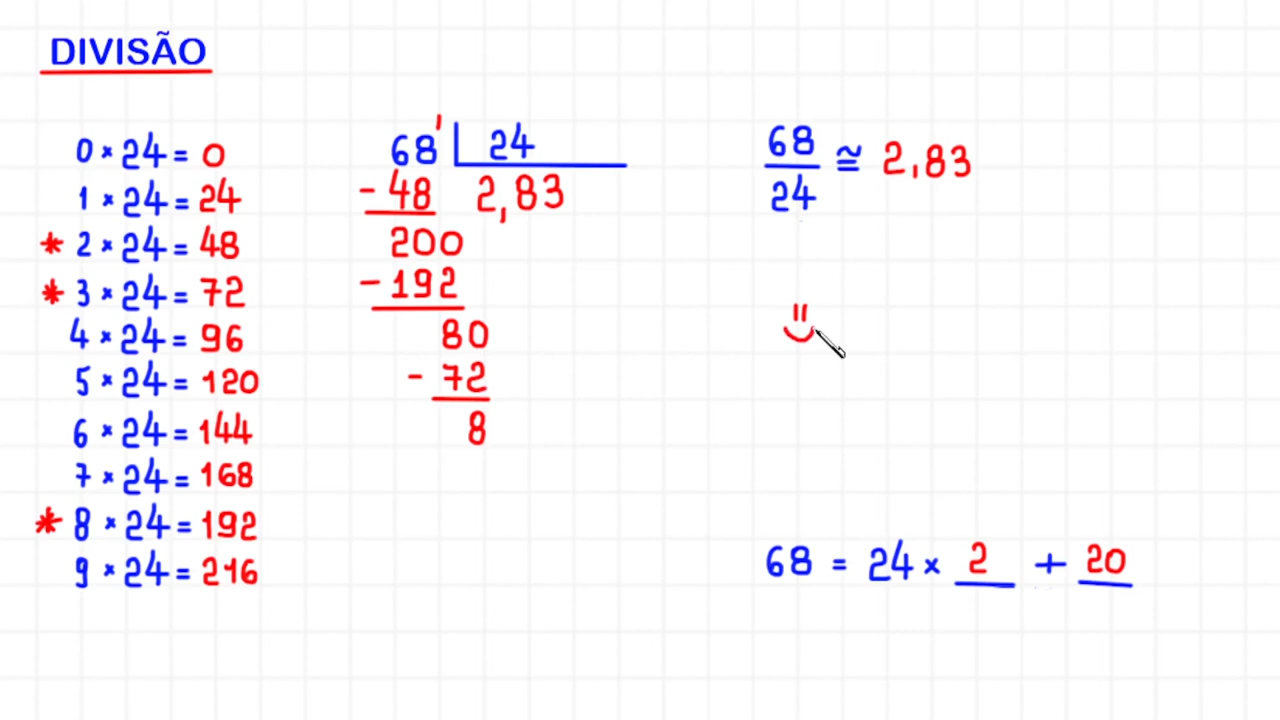 DIVISÃO
0 × 24 = 0
1 × 24 = 24
* 2 × 24 = 48
* 3 × 24 = 72
4 × 24 = 96
5 × 24 = 120
6 × 24 = 144
7 × 24 = 168
* 8 × 24 = 192
9 × 24 = 216
68' 24
- 48 2,83
200
- 192
80
- 72
8
68
24
≅ 2,83
68 = 24 × 2 + 20